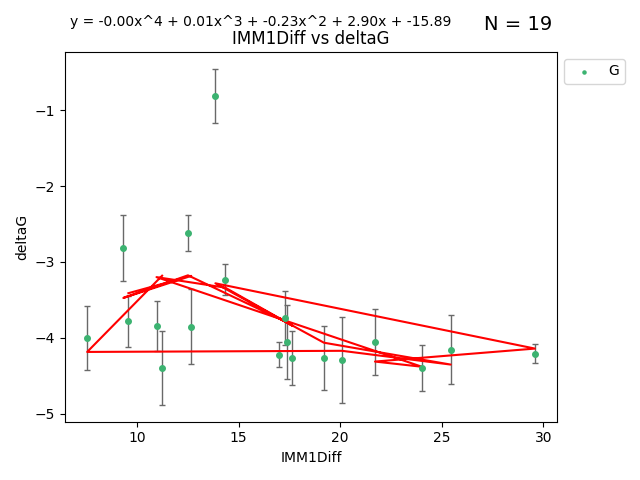 y = -0.00x^4 + 0.01x^3 + -0.23x^2 + 2.90x + -15.89
N = 19
IMM1Diff vs deltaG
G
deltaG
−1
−2
−3
−4
−5
10 15 20 25 30
IMM1Diff